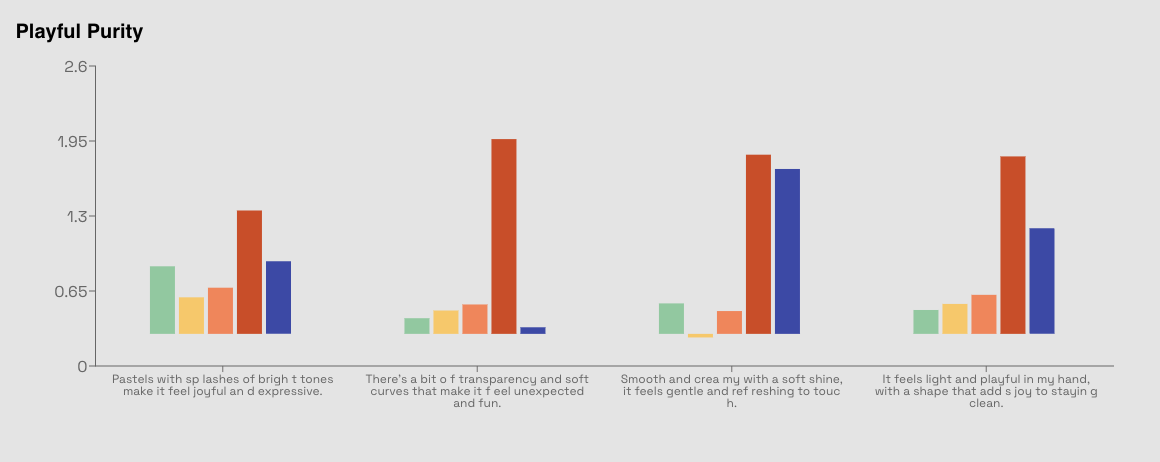 Playful Purity
2.6
1.95
1.3
0.65
0
Pastels with sp lashes of brigh t tones
make it feel joyful an d expressive.
There's a bit o f transparency and soft
curves that make it f eel unexpected
and fun.
Smooth and crea my with a soft shine,
it feels gentle and ref reshing to touc
h.
It feels light and playful in my hand,
with a shape that add s joy to stayin g
clean.